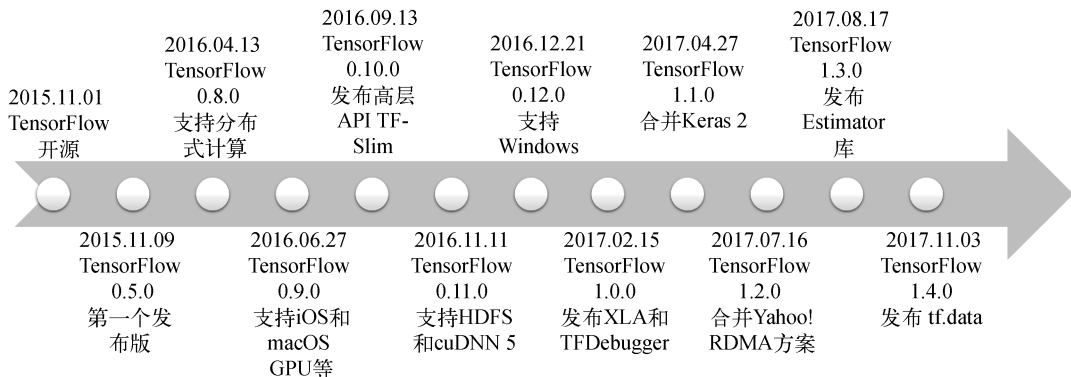 2015.11.01
TensorFlow
开源
2015.11.09
TensorFlow
0.5.0
第一个发
布版
2016.04.13
TensorFlow
0.8.0
支持分布
式计算
2016.06.27
TensorFlow
0.9.0
支持iOS和
macOS
GPU等
2016.09.13
TensorFlow
0.10.0
发布高层
API TF-
Slim
2016.11.11
TensorFlow
0.11.0
支持HDFS
和cuDNN 5
2016.12.21
TensorFlow
0.12.0
支持
Windows
2017.02.15
TensorFlow
1.0.0
发布XLA和
TFDebugger
2017.04.27
TensorFlow
1.1.0
合并Keras 2
2017.07.16
TensorFlow
1.2.0
合并Yahoo!
RDMA方案
2017.08.17
TensorFlow
1.3.0
发布
Estimator
库
2017.11.03
TensorFlow
1.4.0
发布 tf.data